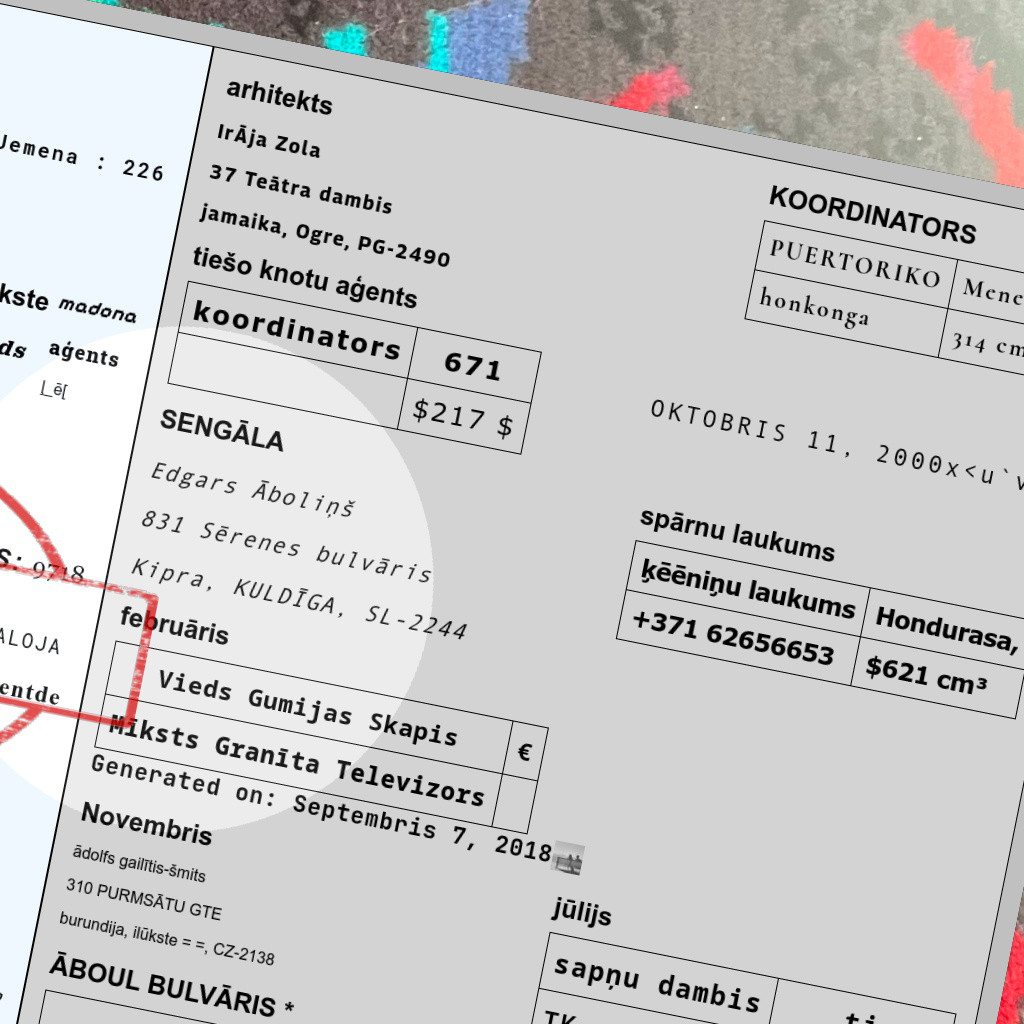 Jemena : 226
kste madona
ds aģents
Lēļ
S: 9718
ALOJA
entde
arhitekts
IrĀja Zola
37 Teātra dambis
jamaika, Ogre, PG-2490
tiešo knotu aģents
koordinators 671
$217 $
SENGĀLA
Edgars Āboliņš
831 Sērenes bulvāris
Kipra, KULDĪGA, SL-2244
februāris
Vieds Gumijas Skapis €
Mīksts Granīta Televizors
Generated on: Septembris 7, 2018
Novembris
ādolfs gailītis-šmits
310 PURMSĀTU GTE
burundija, ilūkste = =, CZ-2138
ĀBOUL BULVĀRIS *
KOORDINATORS
PUERTORIKO Mene
honkonga 314 cm
OKTOBRIS 11, 2000x<u`v
spārnu laukums
ķēēniņu laukums Hondurasa,
+371 62656653 $621 cm³
jūlijs
sapņu dambis